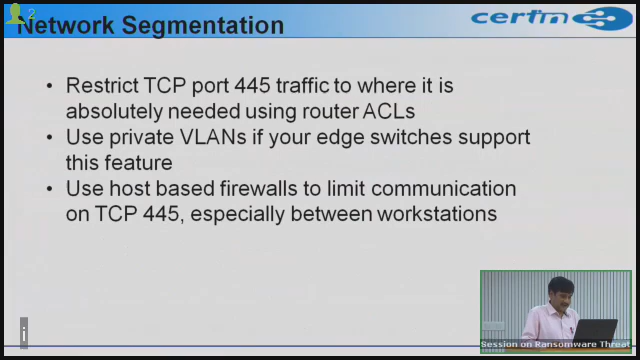 2
Network Segmentation
certin
• Restrict TCP port 445 traffic to where it is
absolutely needed using router ACLs
• Use private VLANs if your edge switches support
this feature
• Use host based firewalls to limit communication
on TCP 445, especially between workstations
i
Session on Ransomware Threat